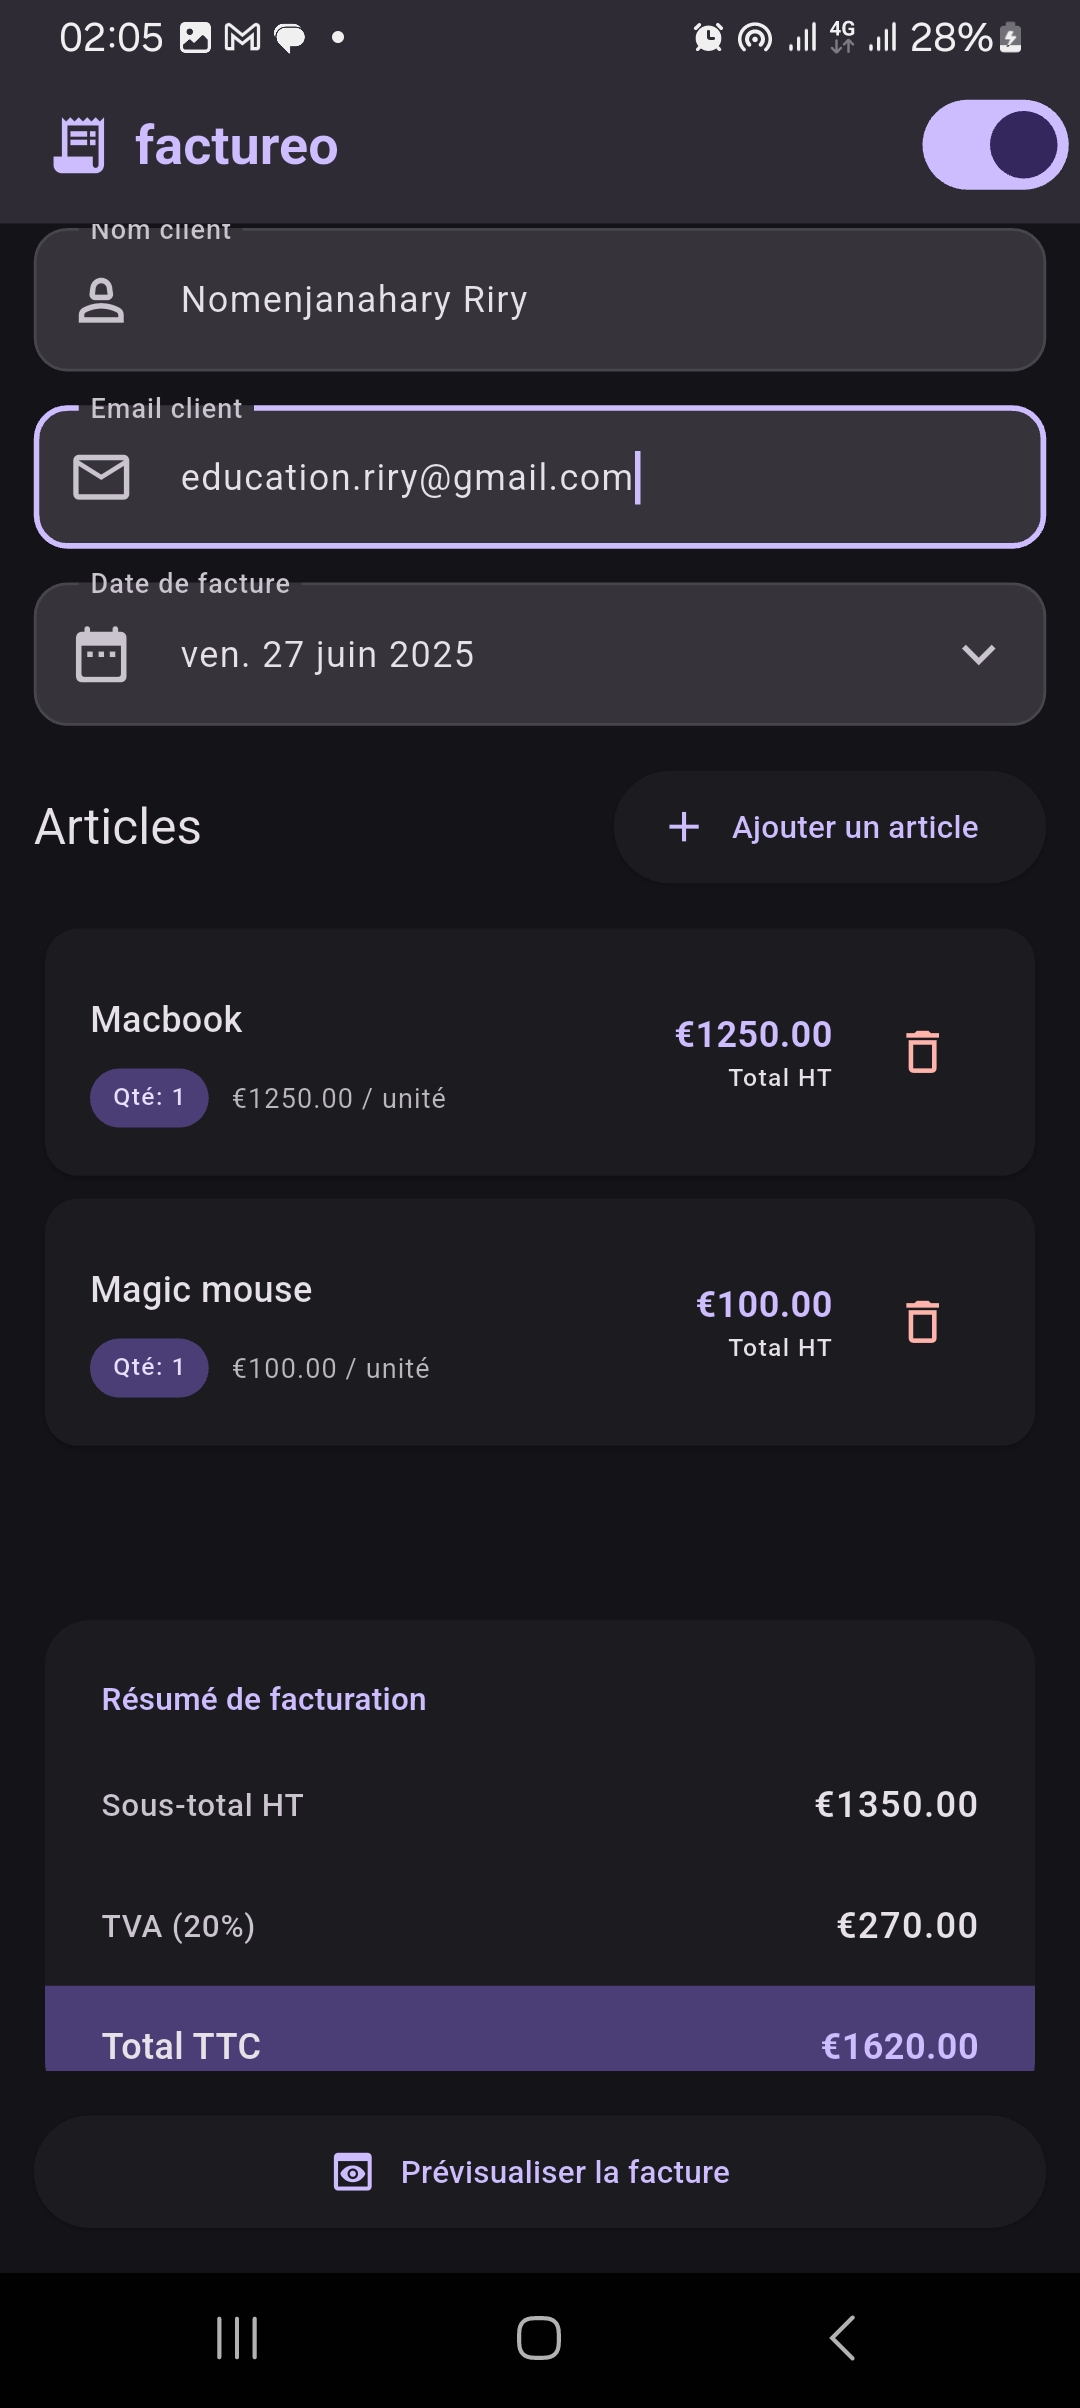 02:05
4G
28%
factureo
Nom client
Nomenjanahary Riry
Email client
education.riry@gmail.com
Date de facture
ven. 27 juin 2025
Articles
Ajouter un article
Macbook
€1250.00
Total HT
Qté: 1
€1250.00 / unité
Magic mouse
€100.00
Total HT
Qté: 1
€100.00 / unité
Résumé de facturation
Sous-total HT €1350.00
TVA (20%) €270.00
Total TTC €1620.00
Prévisualiser la facture